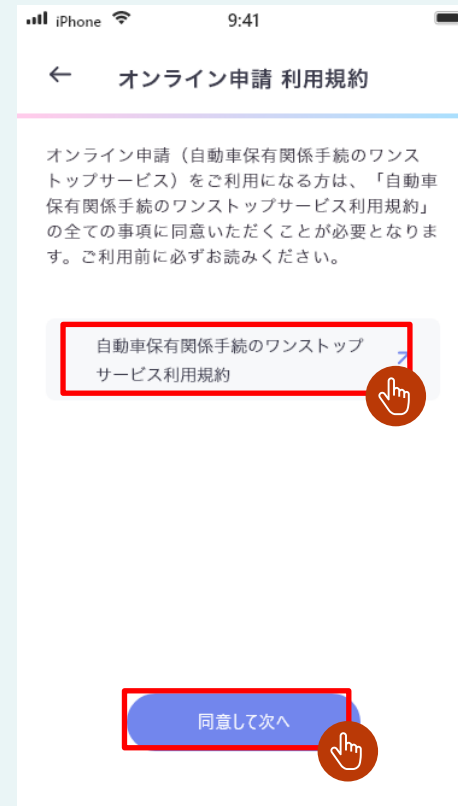 iPhone 9:41
オンライン申請 利用規約
オンライン申請（自動車保有関係手続のワンス
トップサービス）をご利用になる方は、「自動車
保有関係手続のワンストップサービス利用規約」
の全ての事項に同意いただくことが必要となりま
す。ご利用前に必ずお読みください。
自動車保有関係手続のワンストップ
サービス利用規約
同意して次へ